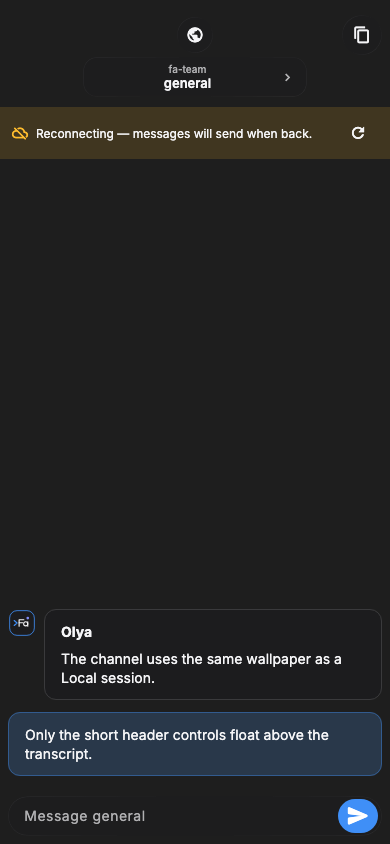 fa-team
general
Reconnecting — messages will send when back.
>Fa
Olya
The channel uses the same wallpaper as a
Local session.
Only the short header controls float above the
transcript.
Message general